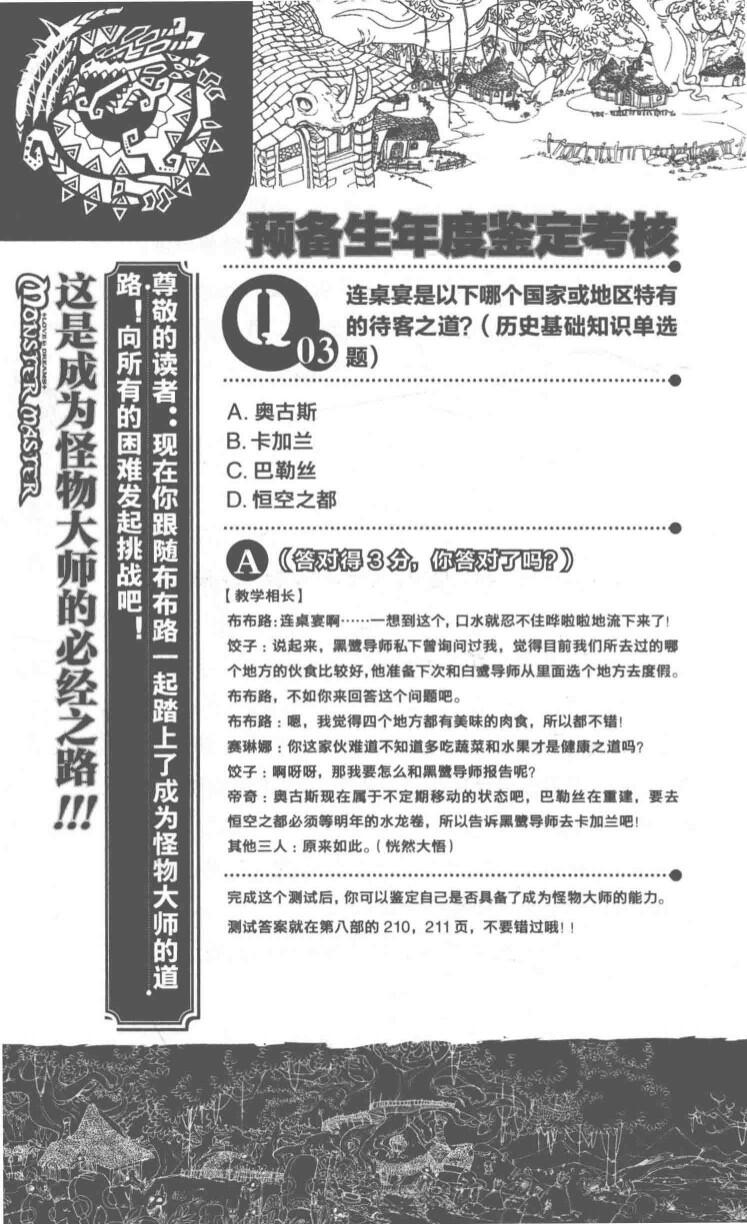 预备生年度鉴定考核
Q
03
连桌宴是以下哪个国家或地区特有
的待客之道？（历史基础知识单选
题）
A. 奥古斯
B. 卡加兰
C. 巴勒丝
D. 恒空之都
A（答对得3分，你答对了吗？）
【教学相长】
布布路：连桌宴啊……一想到这个，口水就忍不住哗啦啦地流下来了！
饺子：说起来，黑鹭导师私下曾询问过我，觉得目前我们所去过的哪
个地方的伙食比较好，他准备下次和白鹭导师从里面选个地方去度假。
布布路，不如你来回答这个问题吧。
布布路：嗯，我觉得四个地方都有美味的肉食，所以都不错！
赛琳娜：你这家伙难道不知道多吃蔬菜和水果才是健康之道吗？
饺子：啊呀呀，那我要怎么和黑鹭导师报告呢？
帝奇：奥古斯现在属于不定期移动的状态吧，巴勒丝在重建，要去
恒空之都必须等明年的水龙卷，所以告诉黑鹭导师去卡加兰吧！
其他三人：原来如此。（恍然大悟）
完成这个测试后，你可以鉴定自己是否具备了成为怪物大师的能力。
测试答案就在第八部的210，211页，不要错过哦！！
尊敬的读者：现在你跟随布布路一起踏上了成为怪物大师的道
路！向所有的困难发起挑战吧！
这是成为怪物大师的必经之路!!!
+LOVE & DREAMS+
MONSTER MASTER